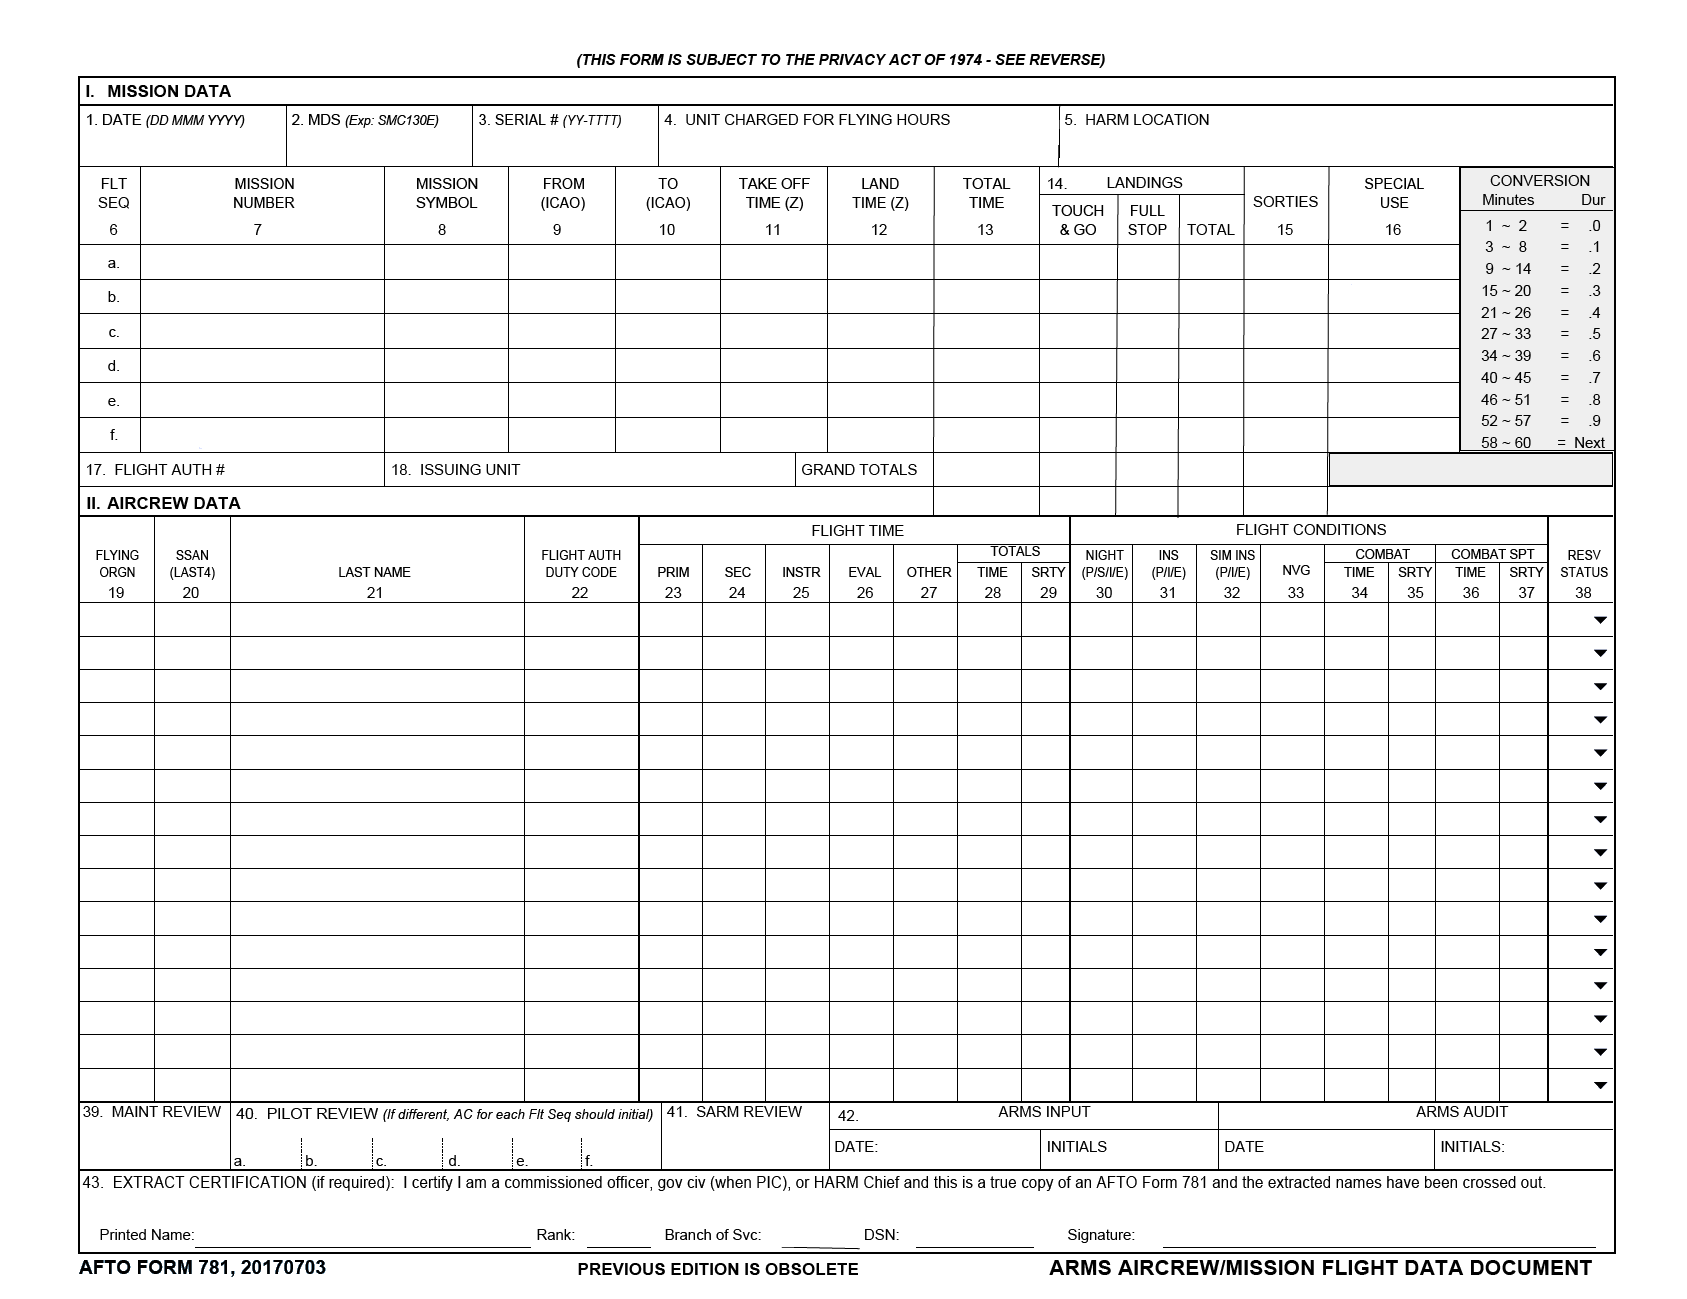 (THIS FORM IS SUBJECT TO THE PRIVACY ACT OF 1974 - SEE REVERSE)
I. MISSION DATA
1. DATE (DD MMM YYYY)
2. MDS (Exp: SMC130E)
3. SERIAL # (YY-TTTT)
4. UNIT CHARGED FOR FLYING HOURS
5. HARM LOCATION
FLT SEQ 6
MISSION NUMBER 7
MISSION SYMBOL 8
FROM (ICAO) 9
TO (ICAO) 10
TAKE OFF TIME (Z) 11
LAND TIME (Z) 12
TOTAL TIME 13
14. LANDINGS
TOUCH & GO
FULL STOP
TOTAL
SORTIES 15
SPECIAL USE 16
CONVERSION
Minutes Dur
1 ~ 2 = .0
3 ~ 8 = .1
9 ~ 14 = .2
15 ~ 20 = .3
21 ~ 26 = .4
27 ~ 33 = .5
34 ~ 39 = .6
40 ~ 45 = .7
46 ~ 51 = .8
52 ~ 57 = .9
58 ~ 60 = Next
a.
b.
c.
d.
e.
f.
17. FLIGHT AUTH #
18. ISSUING UNIT
GRAND TOTALS
II. AIRCREW DATA
FLYING ORGN 19
SSAN (LAST4) 20
LAST NAME 21
FLIGHT AUTH DUTY CODE 22
FLIGHT TIME
PRIM 23
SEC 24
INSTR 25
EVAL 26
OTHER 27
TOTALS
TIME 28
SRTY 29
FLIGHT CONDITIONS
NIGHT (P/S/I/E) 30
INS (P/I/E) 31
SIM INS (P/I/E) 32
NVG 33
COMBAT
TIME 34
SRTY 35
COMBAT SPT
TIME 36
SRTY 37
RESV STATUS 38
39. MAINT REVIEW
40. PILOT REVIEW (If different, AC for each Flt Seq should initial)
a. b. c. d. e. f.
41. SARM REVIEW
42. ARMS INPUT
DATE: INITIALS
ARMS AUDIT
DATE INITIALS:
43. EXTRACT CERTIFICATION (if required): I certify I am a commissioned officer, gov civ (when PIC), or HARM Chief and this is a true copy of an AFTO Form 781 and the extracted names have been crossed out.
Printed Name: Rank: Branch of Svc: DSN: Signature:
AFTO FORM 781, 20170703
PREVIOUS EDITION IS OBSOLETE
ARMS AIRCREW/MISSION FLIGHT DATA DOCUMENT